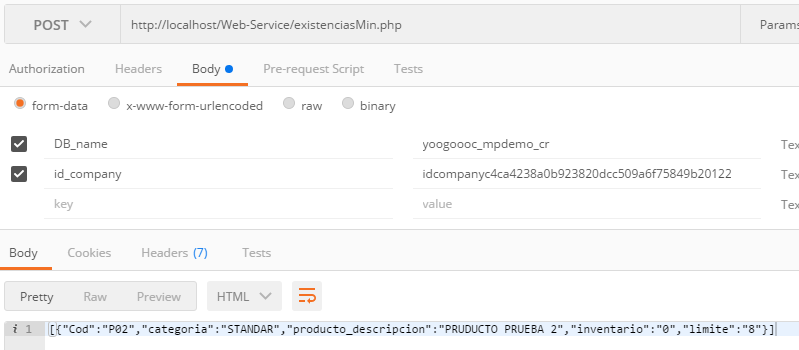 POST http://localhost/Web-Service/existenciasMin.php Params
Authorization Headers Body Pre-request Script Tests
form-data x-www-form-urlencoded raw binary
DB_name yoogoooc_mpdemo_cr Tex
id_company idcompanyc4ca4238a0b923820dcc509a6f75849b20122 Tex
key value Tex
Body Cookies Headers (7) Tests
Pretty Raw Preview HTML
i 1 [{"Cod":"P02","categoria":"STANDAR","producto_descripcion":"PRUDUCTO PRUEBA 2","inventario":"0","limite":"8"}]